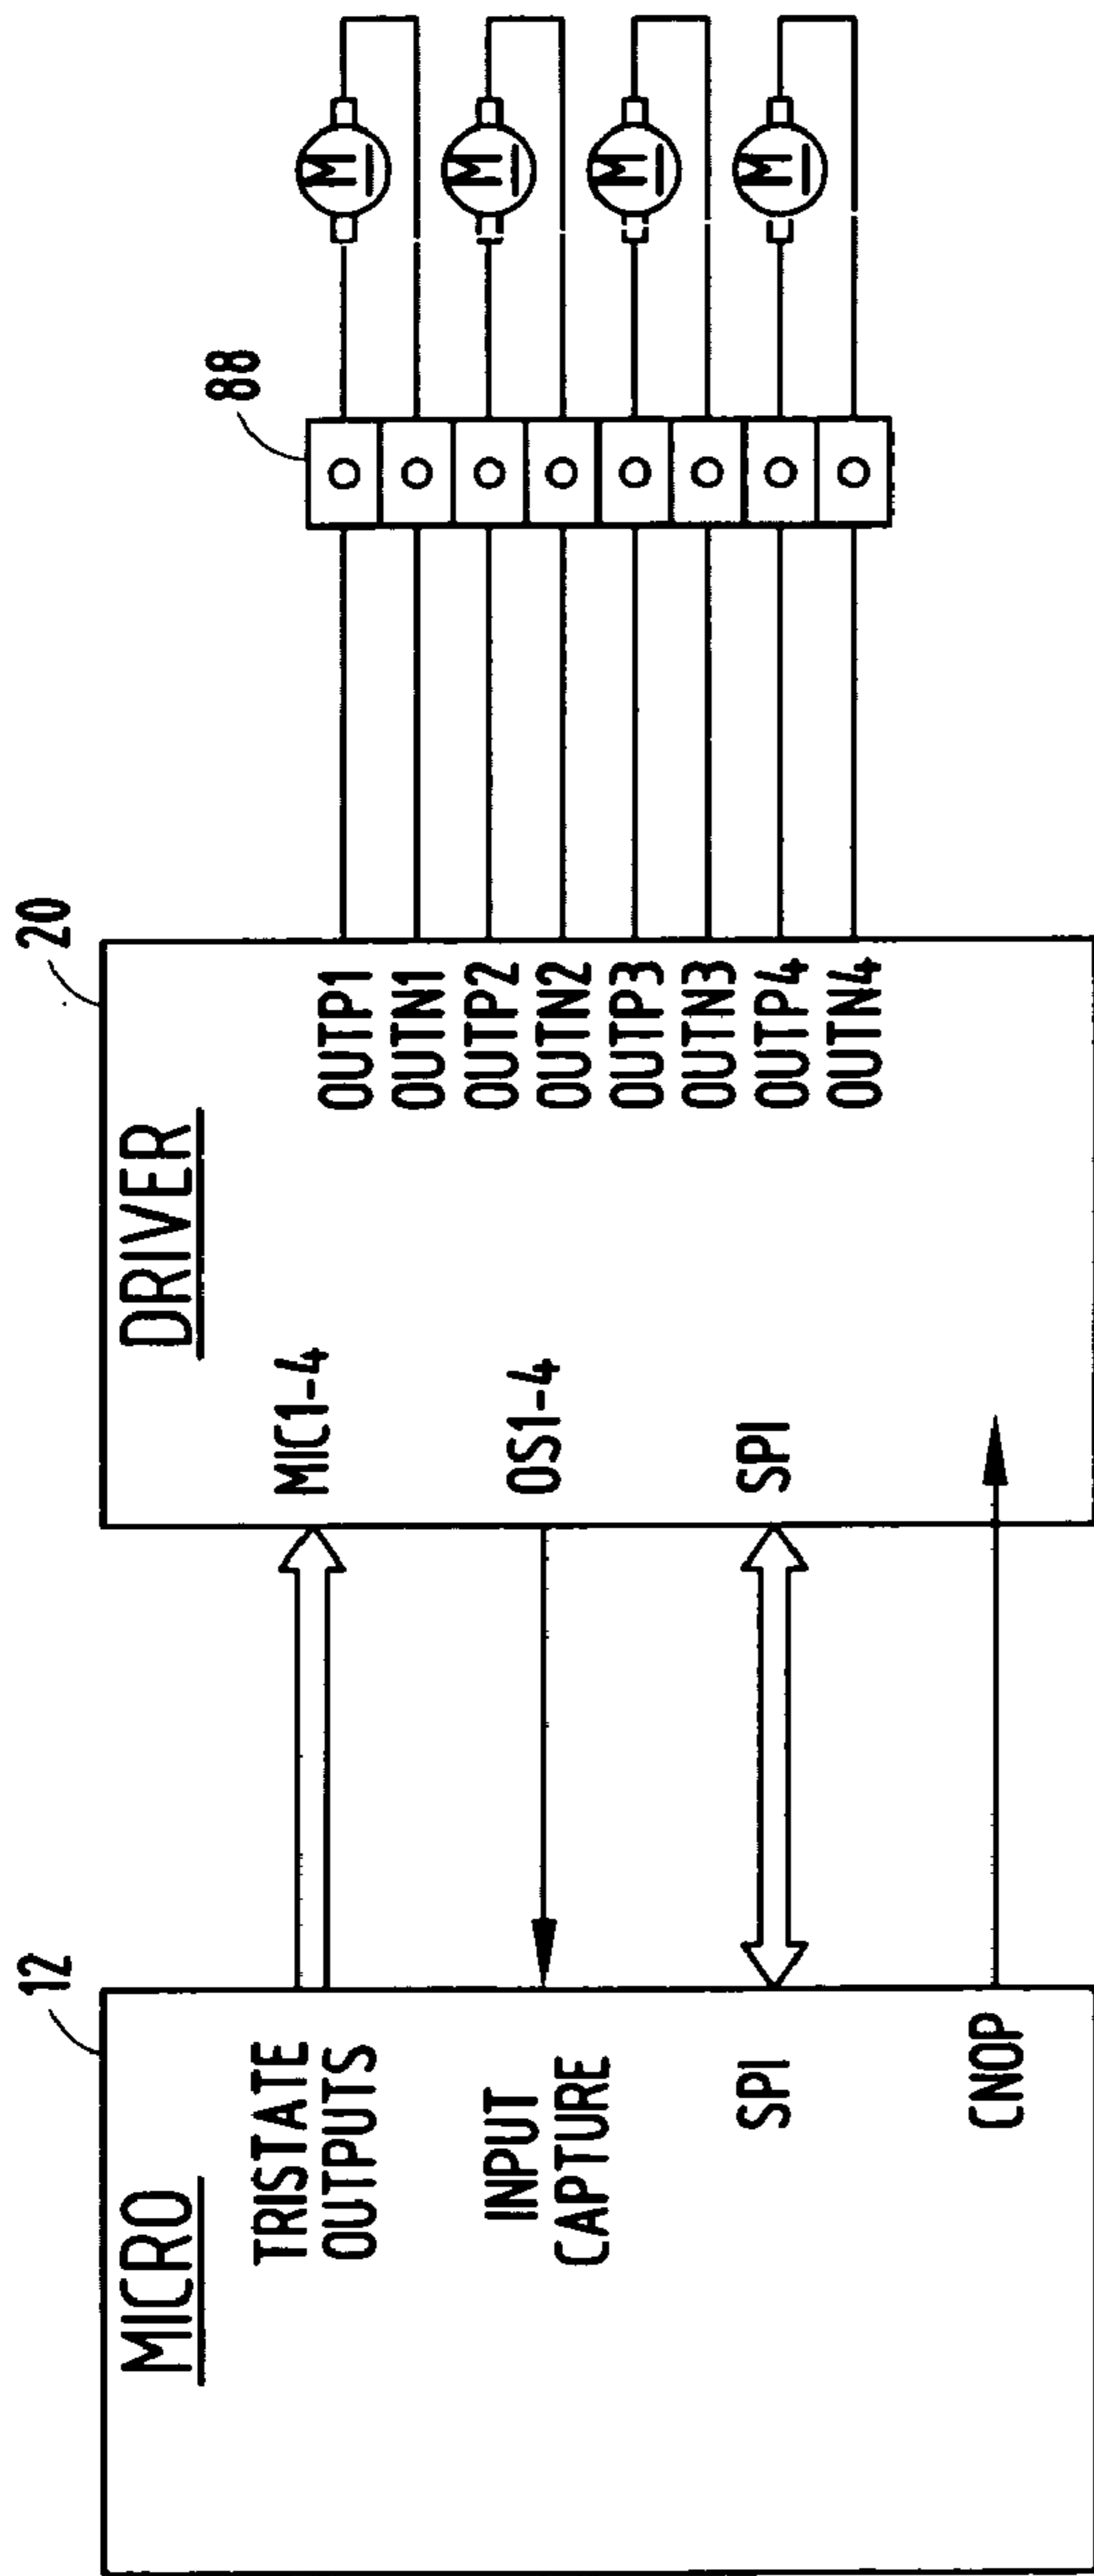 12
MICRO
TRISTATE
OUTPUTS
INPUT
CAPTURE
SPI
CNOP
20
DRIVER
MIC1-4
OS1-4
SPI
OUTP1
OUTN1
OUTP2
OUTN2
OUTP3
OUTN3
OUTP4
OUTN4
88
M
M
M
M